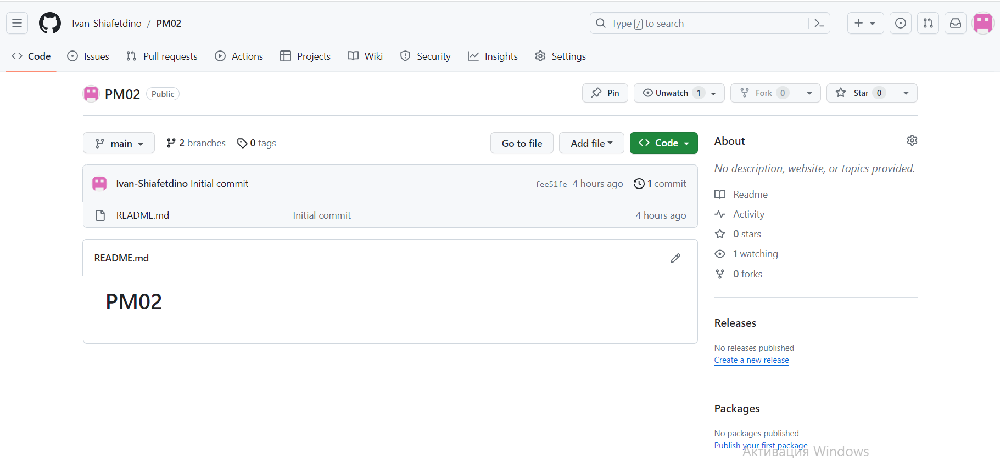 Ivan-Shiafetdino / PM02
Type / to search
Code Issues Pull requests Actions Projects Wiki Security Insights Settings
PM02 Public
Pin Unwatch 1 Fork 0 Star 0
main 2 branches 0 tags Go to file Add file Code
Ivan-Shiafetdino Initial commit fee51fe 4 hours ago 1 commit
README.md Initial commit 4 hours ago
README.md
PM02
About
No description, website, or topics provided.
Readme
Activity
0 stars
1 watching
0 forks
Releases
No releases published
Create a new release
Packages
No packages published
Publish your first package
Активация Windows